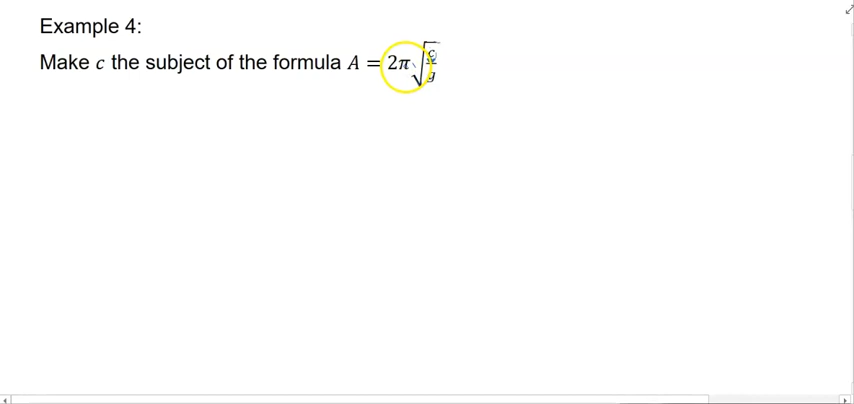 Example 4:
Make c the subject of the formula A = 2π√(c/g)